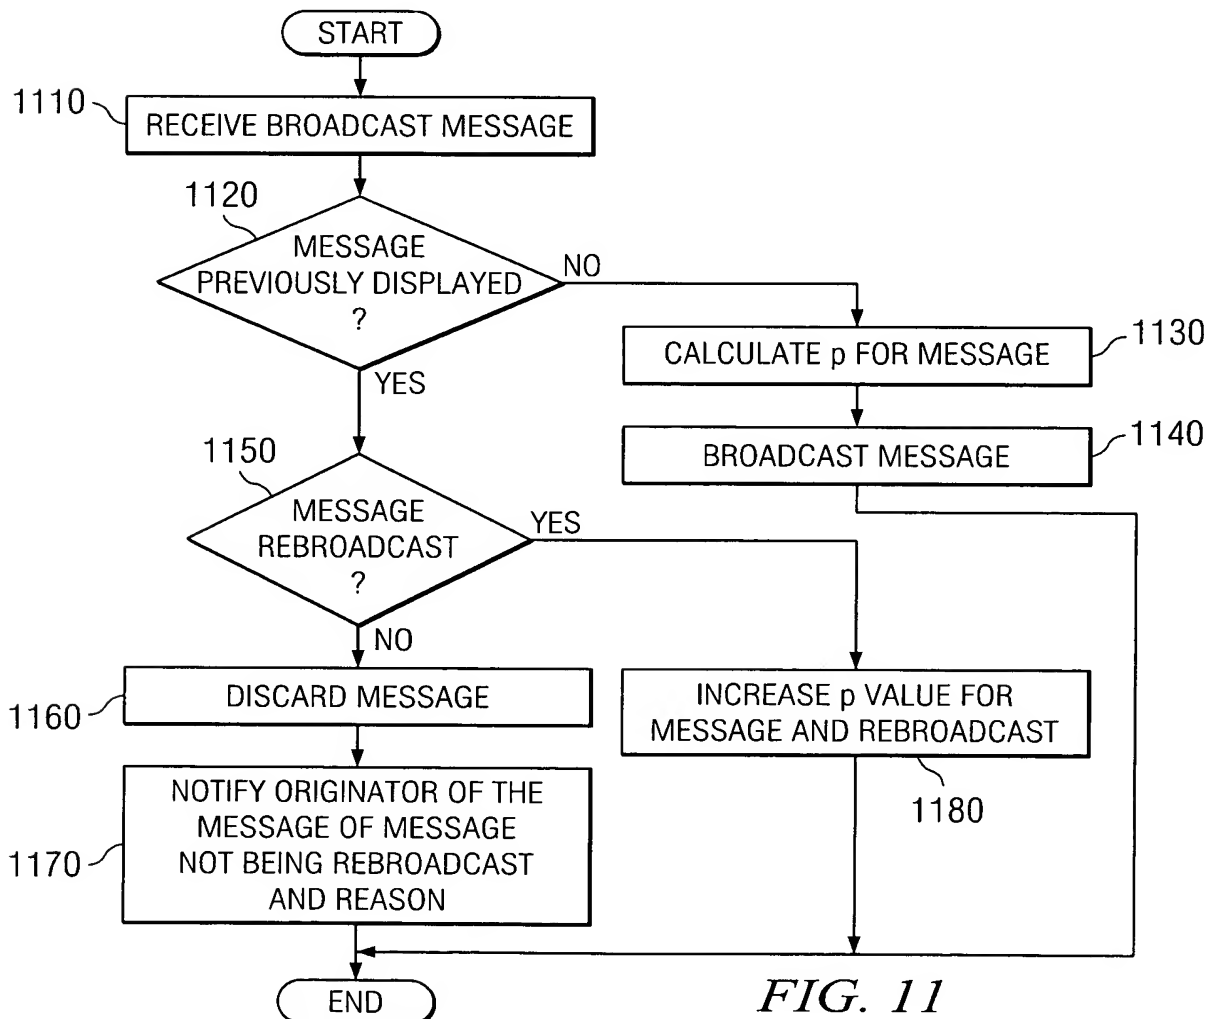 START
1110
RECEIVE BROADCAST MESSAGE
1120
MESSAGE
PREVIOUSLY DISPLAYED
?
NO
YES
CALCULATE p FOR MESSAGE
1130
BROADCAST MESSAGE
1140
1150
MESSAGE
REBROADCAST
?
YES
NO
1160
DISCARD MESSAGE
INCREASE p VALUE FOR
MESSAGE AND REBROADCAST
1180
1170
NOTIFY ORIGINATOR OF THE
MESSAGE OF MESSAGE
NOT BEING REBROADCAST
AND REASON
END
FIG. 11